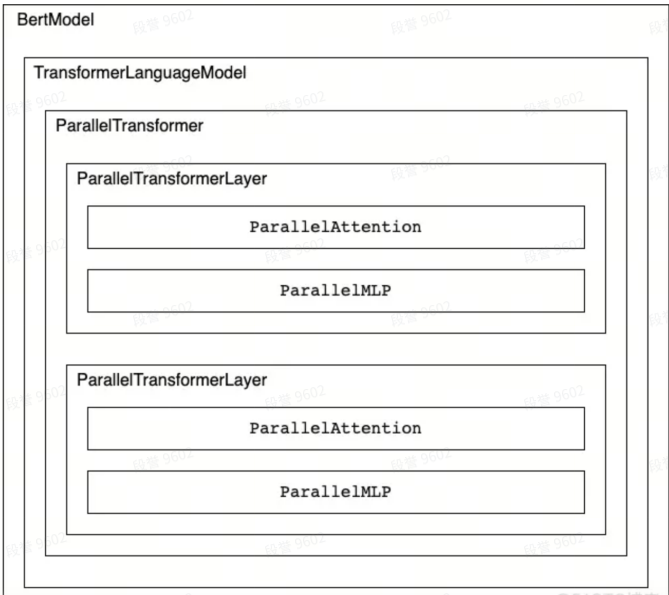 BertModel
TransformerLanguageModel
ParallelTransformer
ParallelTransformerLayer
ParallelAttention
ParallelMLP
ParallelTransformerLayer
ParallelAttention
ParallelMLP